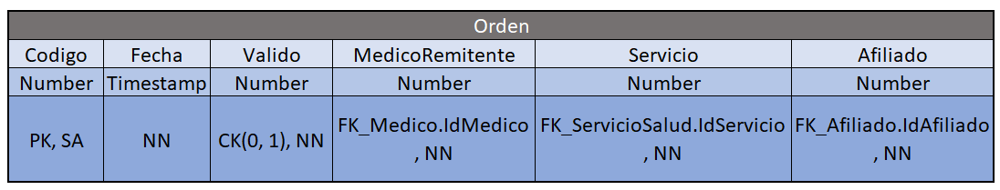 Orden
Codigo Fecha Valido MedicoRemitente Servicio Afiliado
Number Timestamp Number Number Number Number
PK, SA NN CK(0, 1), NN FK_Medico.IdMedico, NN FK_ServicioSalud.IdServicio, NN FK_Afiliado.IdAfiliado, NN